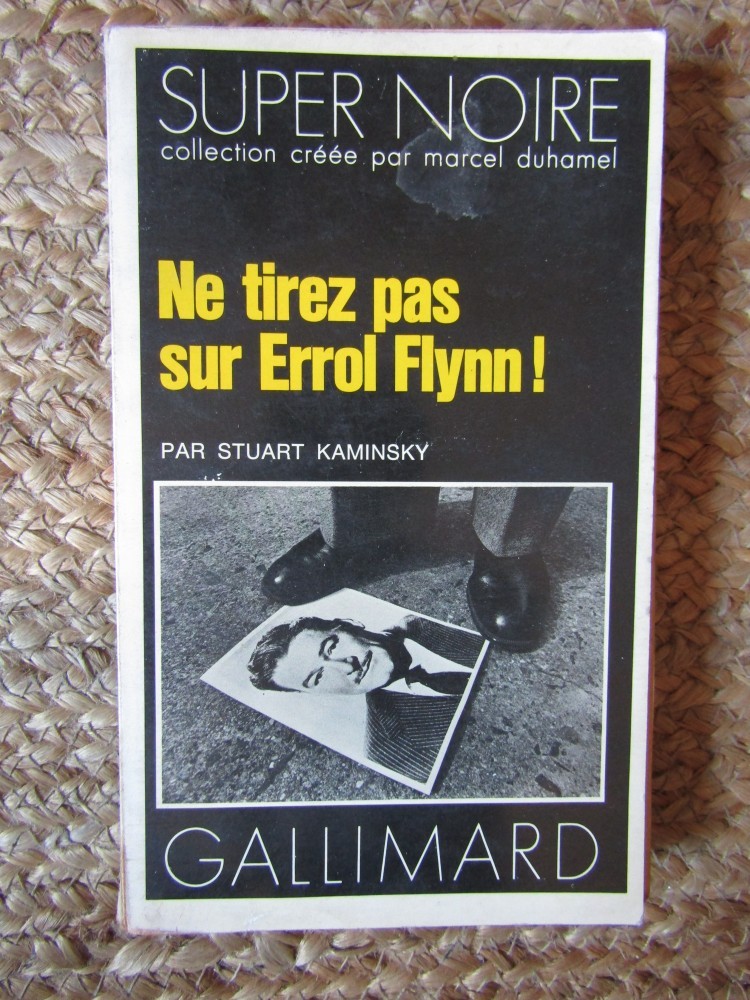 SUPER NOIRE
collection créée par marcel duhamel
Ne tirez pas
sur Errol Flynn !
PAR STUART KAMINSKY
GALLIMARD